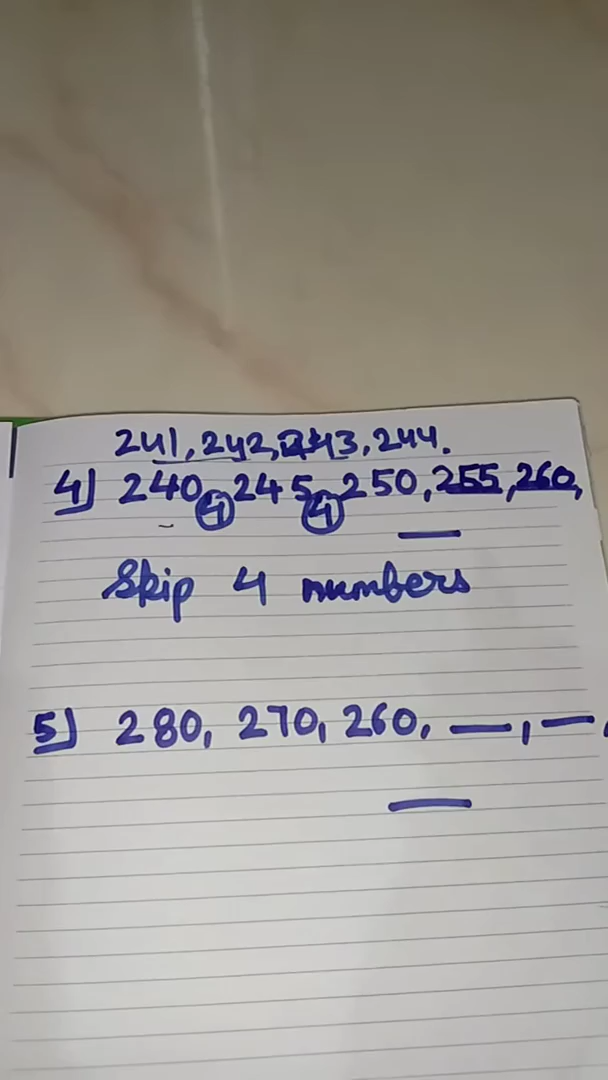 241, 242, 243, 244.
4) 240, 4 245, 4 250, 255, 260,
Skip 4 numbers
5) 280, 270, 260, __, __,